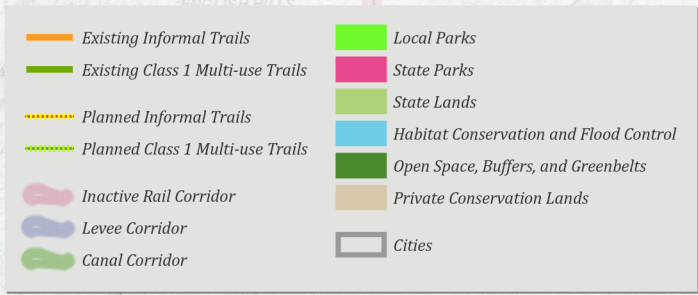 ENGLISH HILLS
Existing Informal Trails
Existing Class 1 Multi-use Trails
Planned Informal Trails
Planned Class 1 Multi-use Trails
Inactive Rail Corridor
Levee Corridor
Canal Corridor
Local Parks
State Parks
State Lands
Habitat Conservation and Flood Control
Open Space, Buffers, and Greenbelts
Private Conservation Lands
Cities